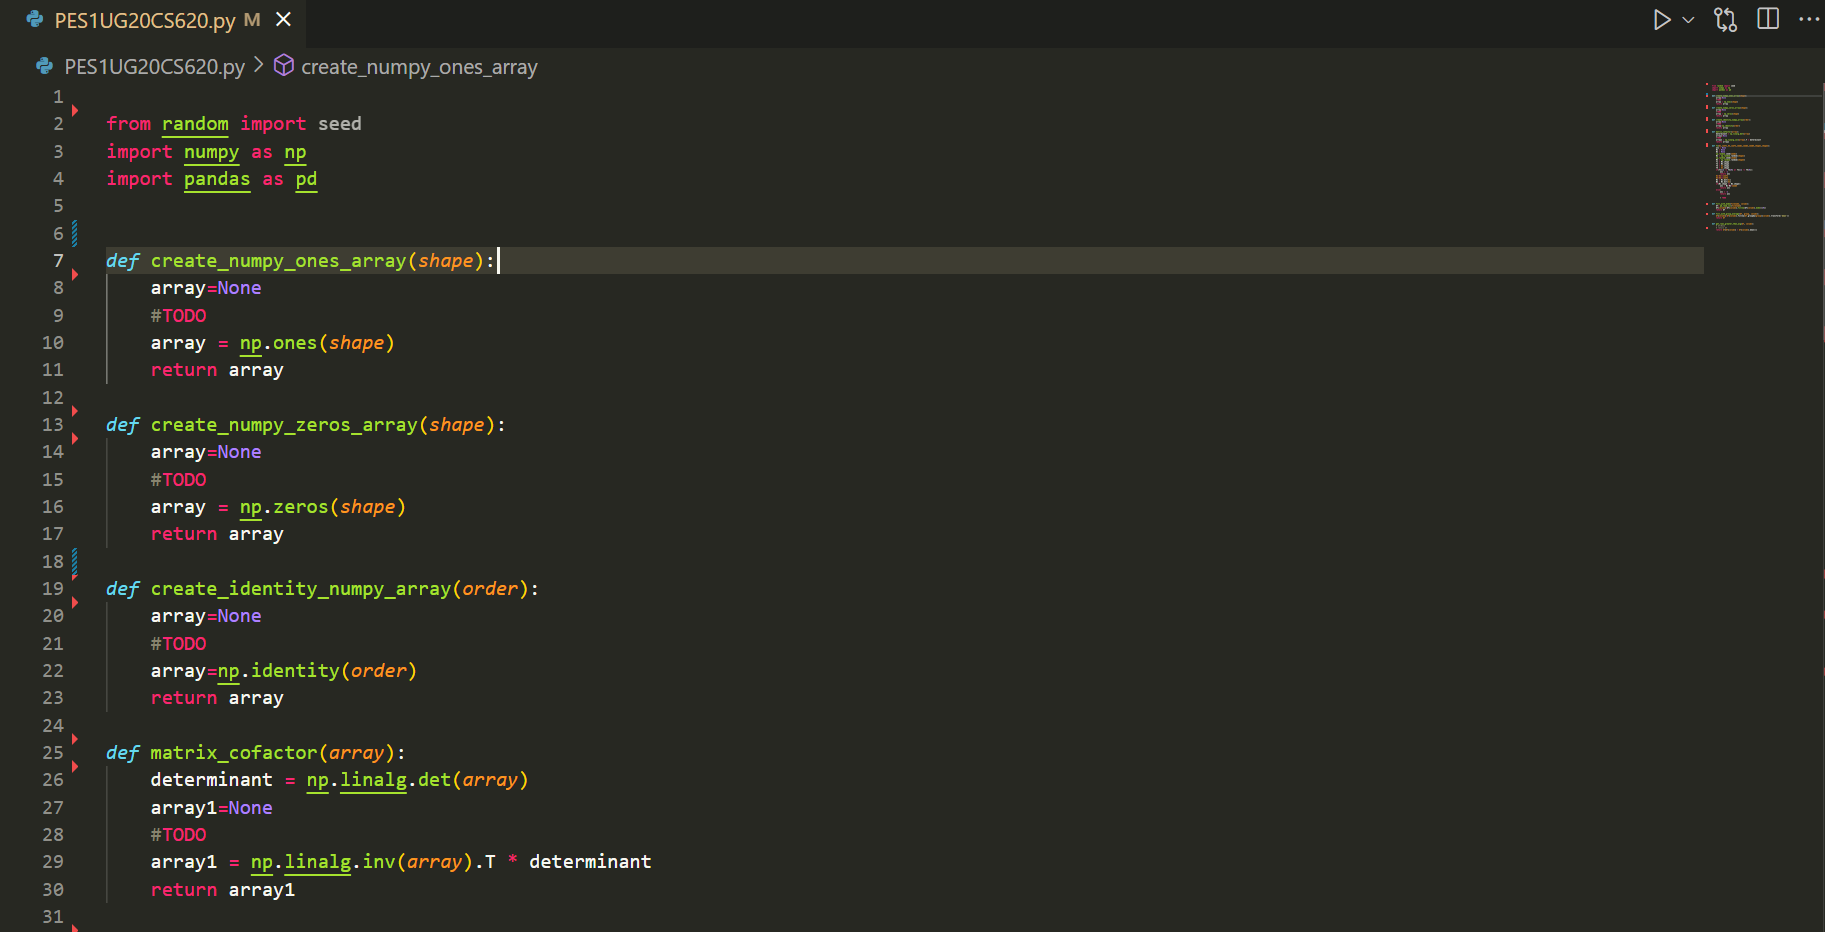 PES1UG20CS620.py M
PES1UG20CS620.py > create_numpy_ones_array
1
2 from random import seed
3 import numpy as np
4 import pandas as pd
5
6
7 def create_numpy_ones_array(shape):
8     array=None
9     #TODO
10     array = np.ones(shape)
11     return array
12
13 def create_numpy_zeros_array(shape):
14     array=None
15     #TODO
16     array = np.zeros(shape)
17     return array
18
19 def create_identity_numpy_array(order):
20     array=None
21     #TODO
22     array=np.identity(order)
23     return array
24
25 def matrix_cofactor(array):
26     determinant = np.linalg.det(array)
27     array1=None
28     #TODO
29     array1 = np.linalg.inv(array).T * determinant
30     return array1
31